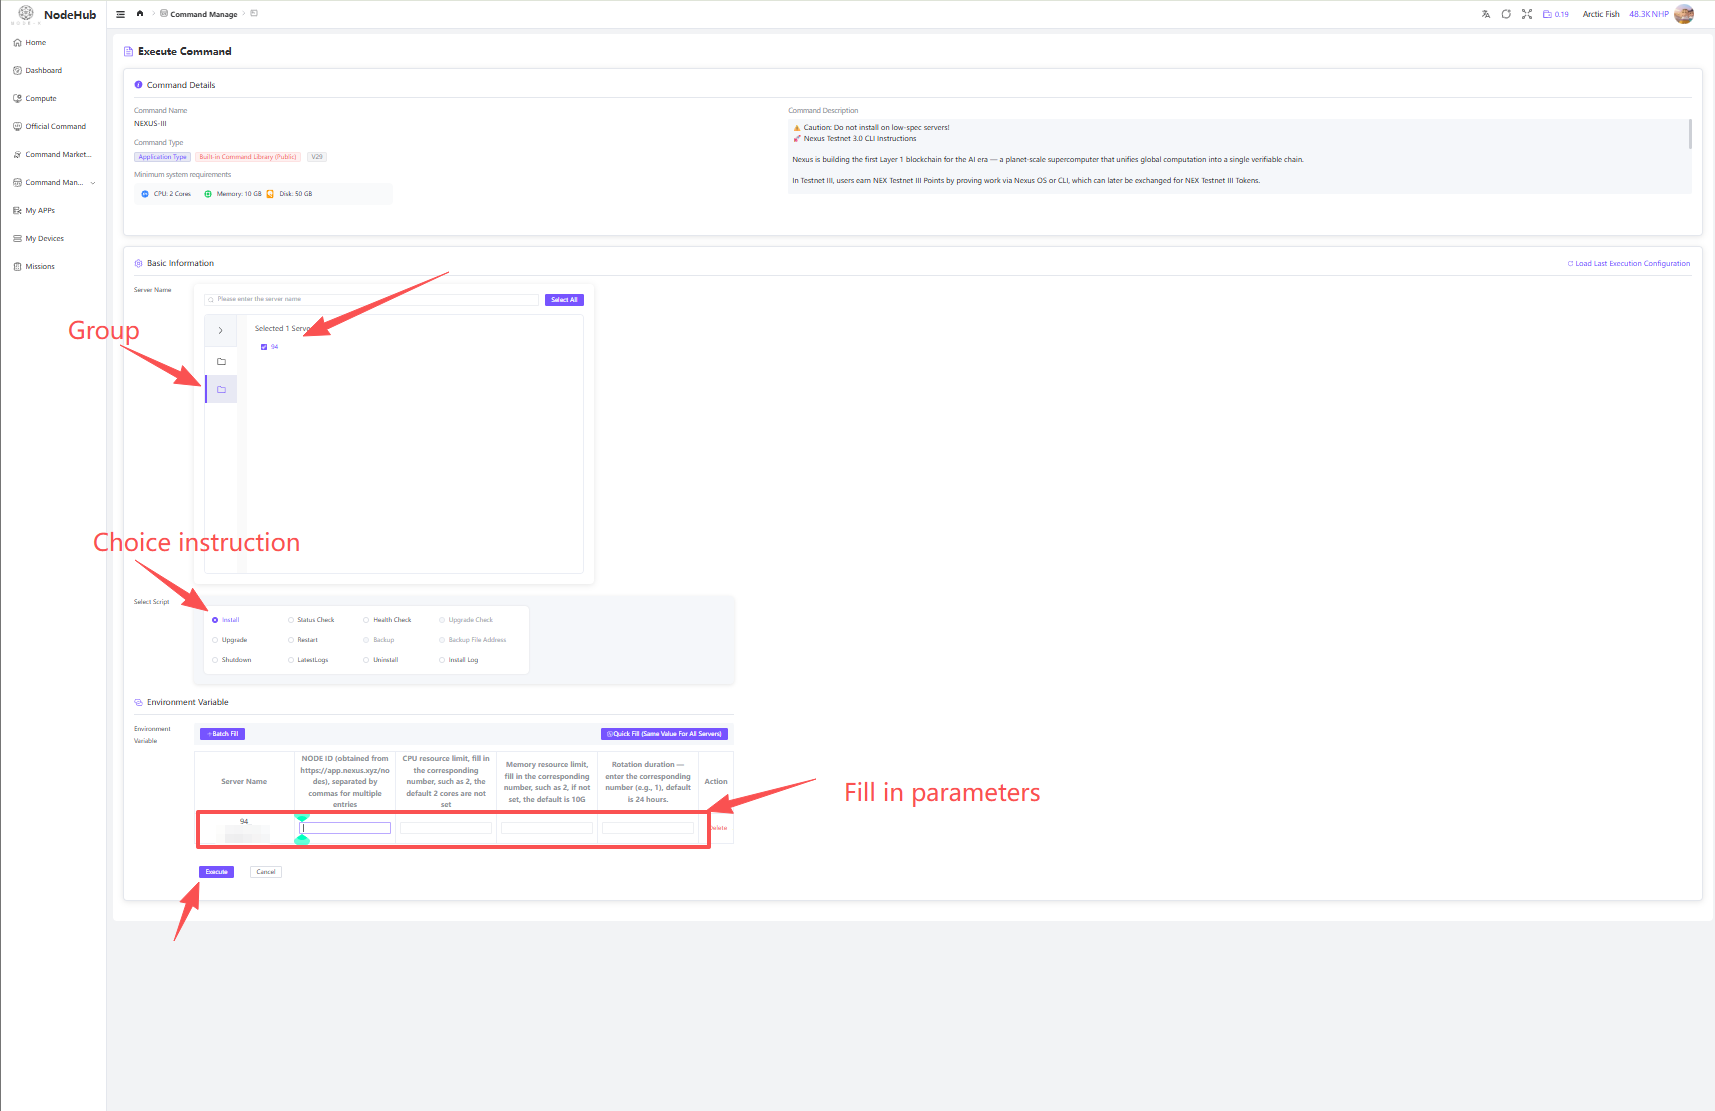 NodeHub
NODE-X
Command Manage
0.19
Arctic Fish
48.3K NHP
Home
Dashboard
Compute
Official Command
Command Market...
Command Man...
My APPs
My Devices
Missions
Execute Command
Command Details
Command Name
NEXUS-III
Command Type
Application Type
Built-in Command Library (Public)
V29
Minimum system requirements
CPU: 2 Cores
Memory: 10 GB
Disk: 50 GB
Command Description
Caution: Do not install on low-spec servers!
Nexus Testnet 3.0 CLI Instructions
Nexus is building the first Layer 1 blockchain for the AI era — a planet-scale supercomputer that unifies global computation into a single verifiable chain.
In Testnet III, users earn NEX Testnet III Points by proving work via Nexus OS or CLI, which can later be exchanged for NEX Testnet III Tokens.
Basic Information
Load Last Execution Configuration
Server Name
Please enter the server name
Select All
Group
Selected 1 Serve
94
Choice instruction
Select Script
Install
Status Check
Health Check
Upgrade Check
Upgrade
Restart
Backup
Backup File Address
Shutdown
LatestLogs
Uninstall
Install Log
Environment Variable
Environment
Variable
+Batch Fill
Quick Fill (Same Value For All Servers)
Server Name
NODE ID (obtained from
https://app.nexus.xyz/no
des), separated by
commas for multiple
entries
CPU resource limit, fill in
the corresponding
number, such as 2, the
default 2 cores are not
set
Memory resource limit,
fill in the corresponding
number, such as 2, if not
set, the default is 10G
Rotation duration —
enter the corresponding
number (e.g., 1), default
is 24 hours.
Action
94
Delete
Fill in parameters
Execute
Cancel